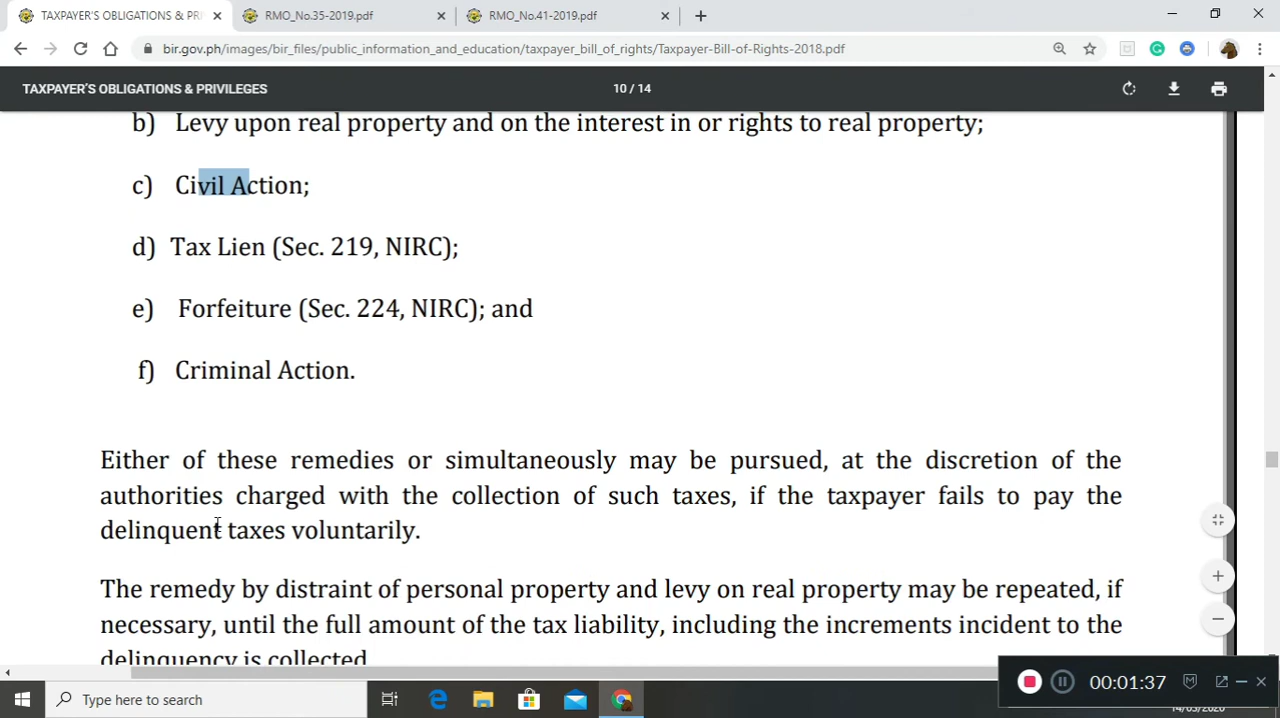 TAXPAYER'S OBLIGATIONS & PRI
RMO_No.35-2019.pdf
RMO_No.41-2019.pdf
bir.gov.ph/images/bir_files/public_information_and_education/taxpayer_bill_of_rights/Taxpayer-Bill-of-Rights-2018.pdf
TAXPAYER'S OBLIGATIONS & PRIVILEGES
10 / 14
b) Levy upon real property and on the interest in or rights to real property;
c) Civil Action;
d) Tax Lien (Sec. 219, NIRC);
e) Forfeiture (Sec. 224, NIRC); and
f) Criminal Action.
Either of these remedies or simultaneously may be pursued, at the discretion of the
authorities charged with the collection of such taxes, if the taxpayer fails to pay the
delinquent taxes voluntarily.
The remedy by distraint of personal property and levy on real property may be repeated, if
necessary, until the full amount of the tax liability, including the increments incident to the
delinquency is collected
00:01:37
Type here to search
14/03/2020